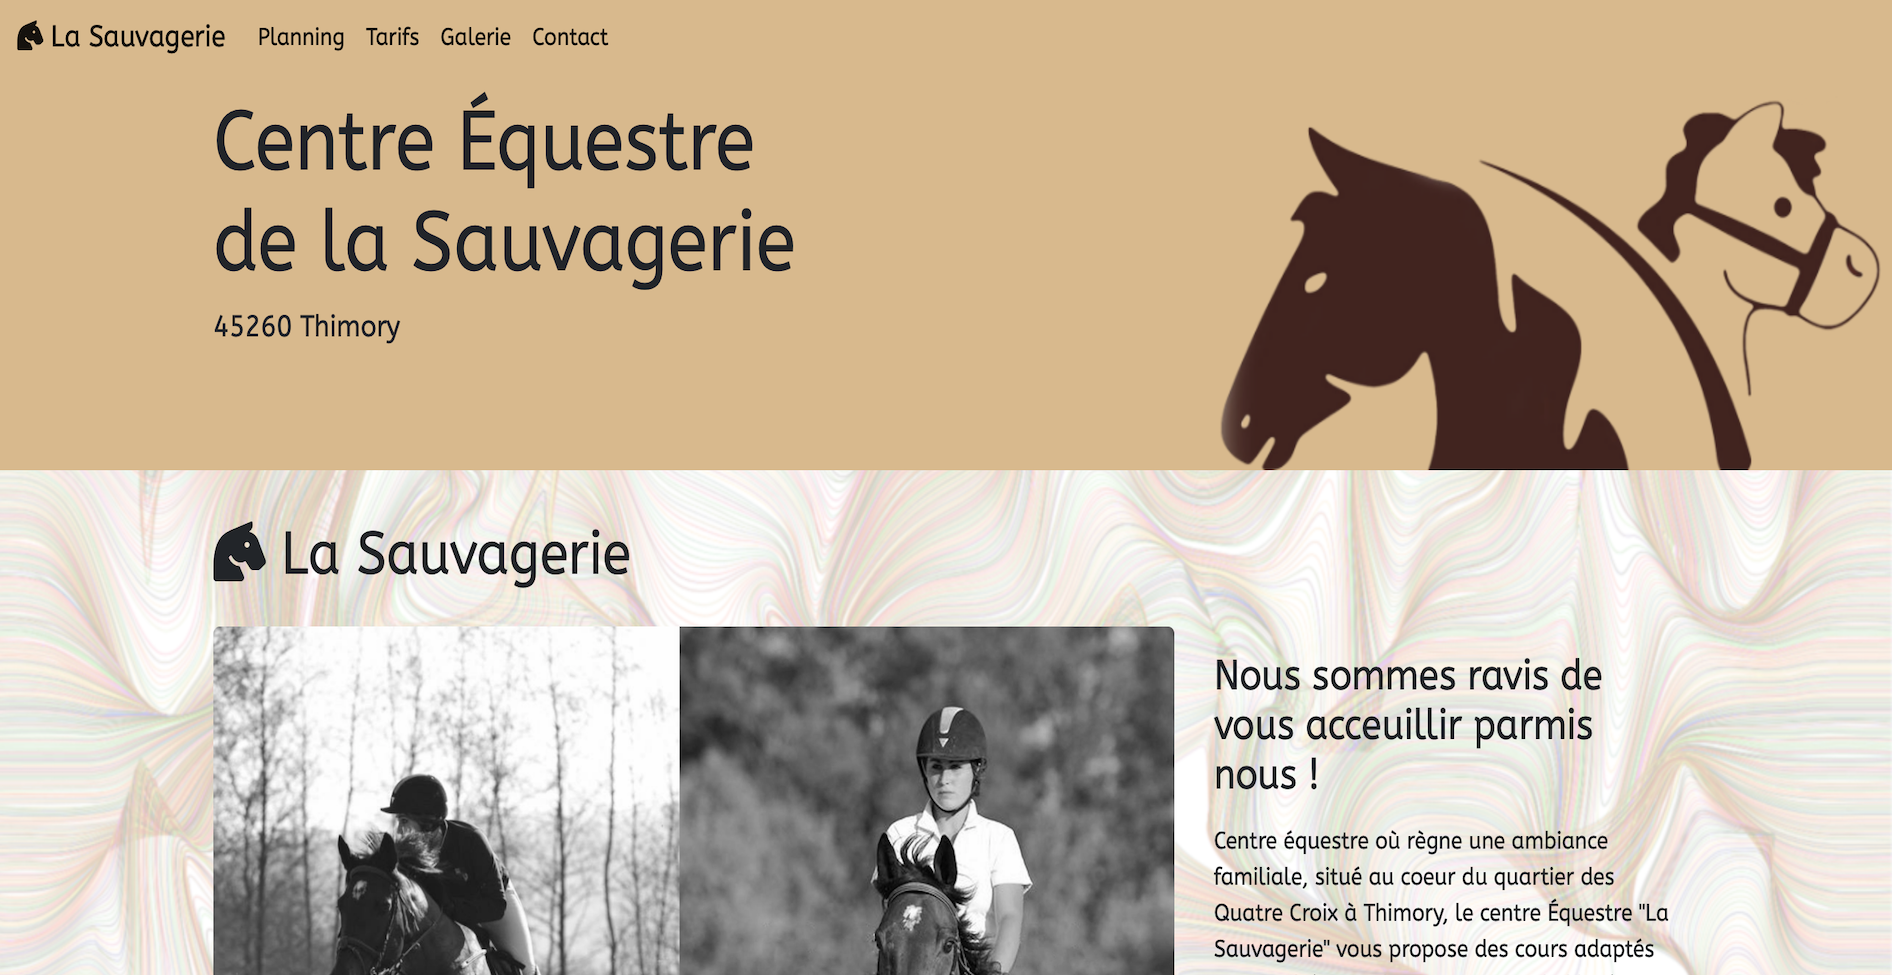 La Sauvagerie Planning Tarifs Galerie Contact
Centre Équestre
de la Sauvagerie
45260 Thimory
La Sauvagerie
Nous sommes ravis de
vous acceuillir parmis
nous !
Centre équestre où règne une ambiance
familiale, situé au coeur du quartier des
Quatre Croix à Thimory, le centre Équestre "La
Sauvagerie" vous propose des cours adaptés